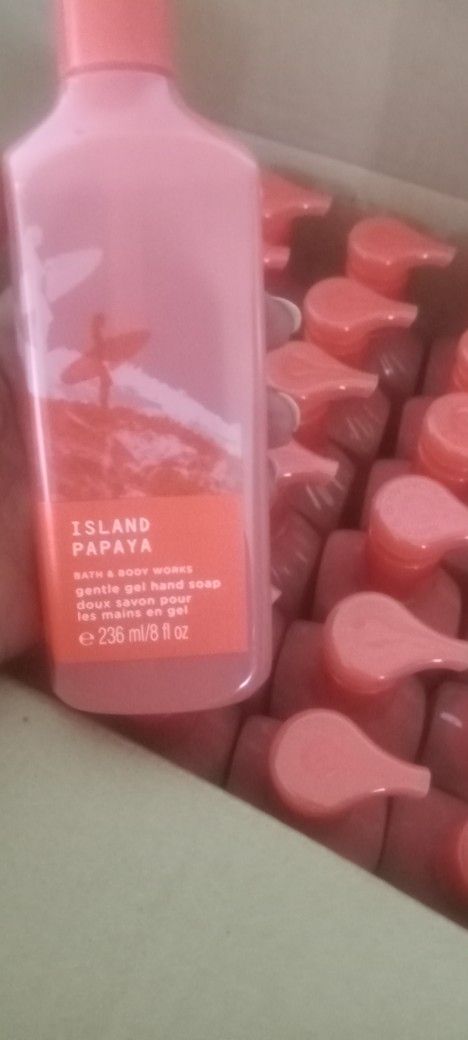 ISLAND
PAPAYA
BATH & BODY WORKS
gentle gel hand soap
doux savon pour
les mains en gel
℮ 236 ml/8 fl oz